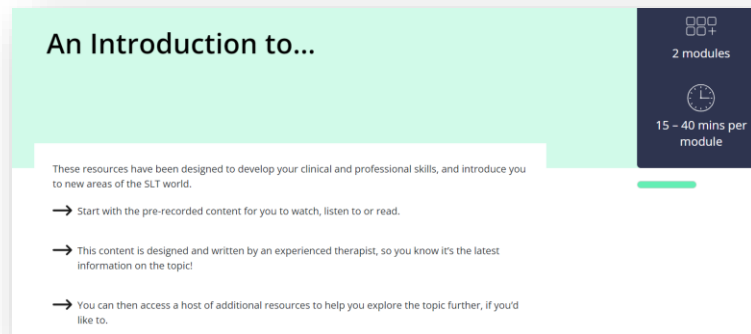 An Introduction to...
2 modules
15 – 40 mins per
module
These resources have been designed to develop your clinical and professional skills, and introduce you
to new areas of the SLT world.
Start with the pre-recorded content for you to watch, listen to or read.
This content is designed and written by an experienced therapist, so you know it's the latest
information on the topic!
You can then access a host of additional resources to help you explore the topic further, if you'd
like to.